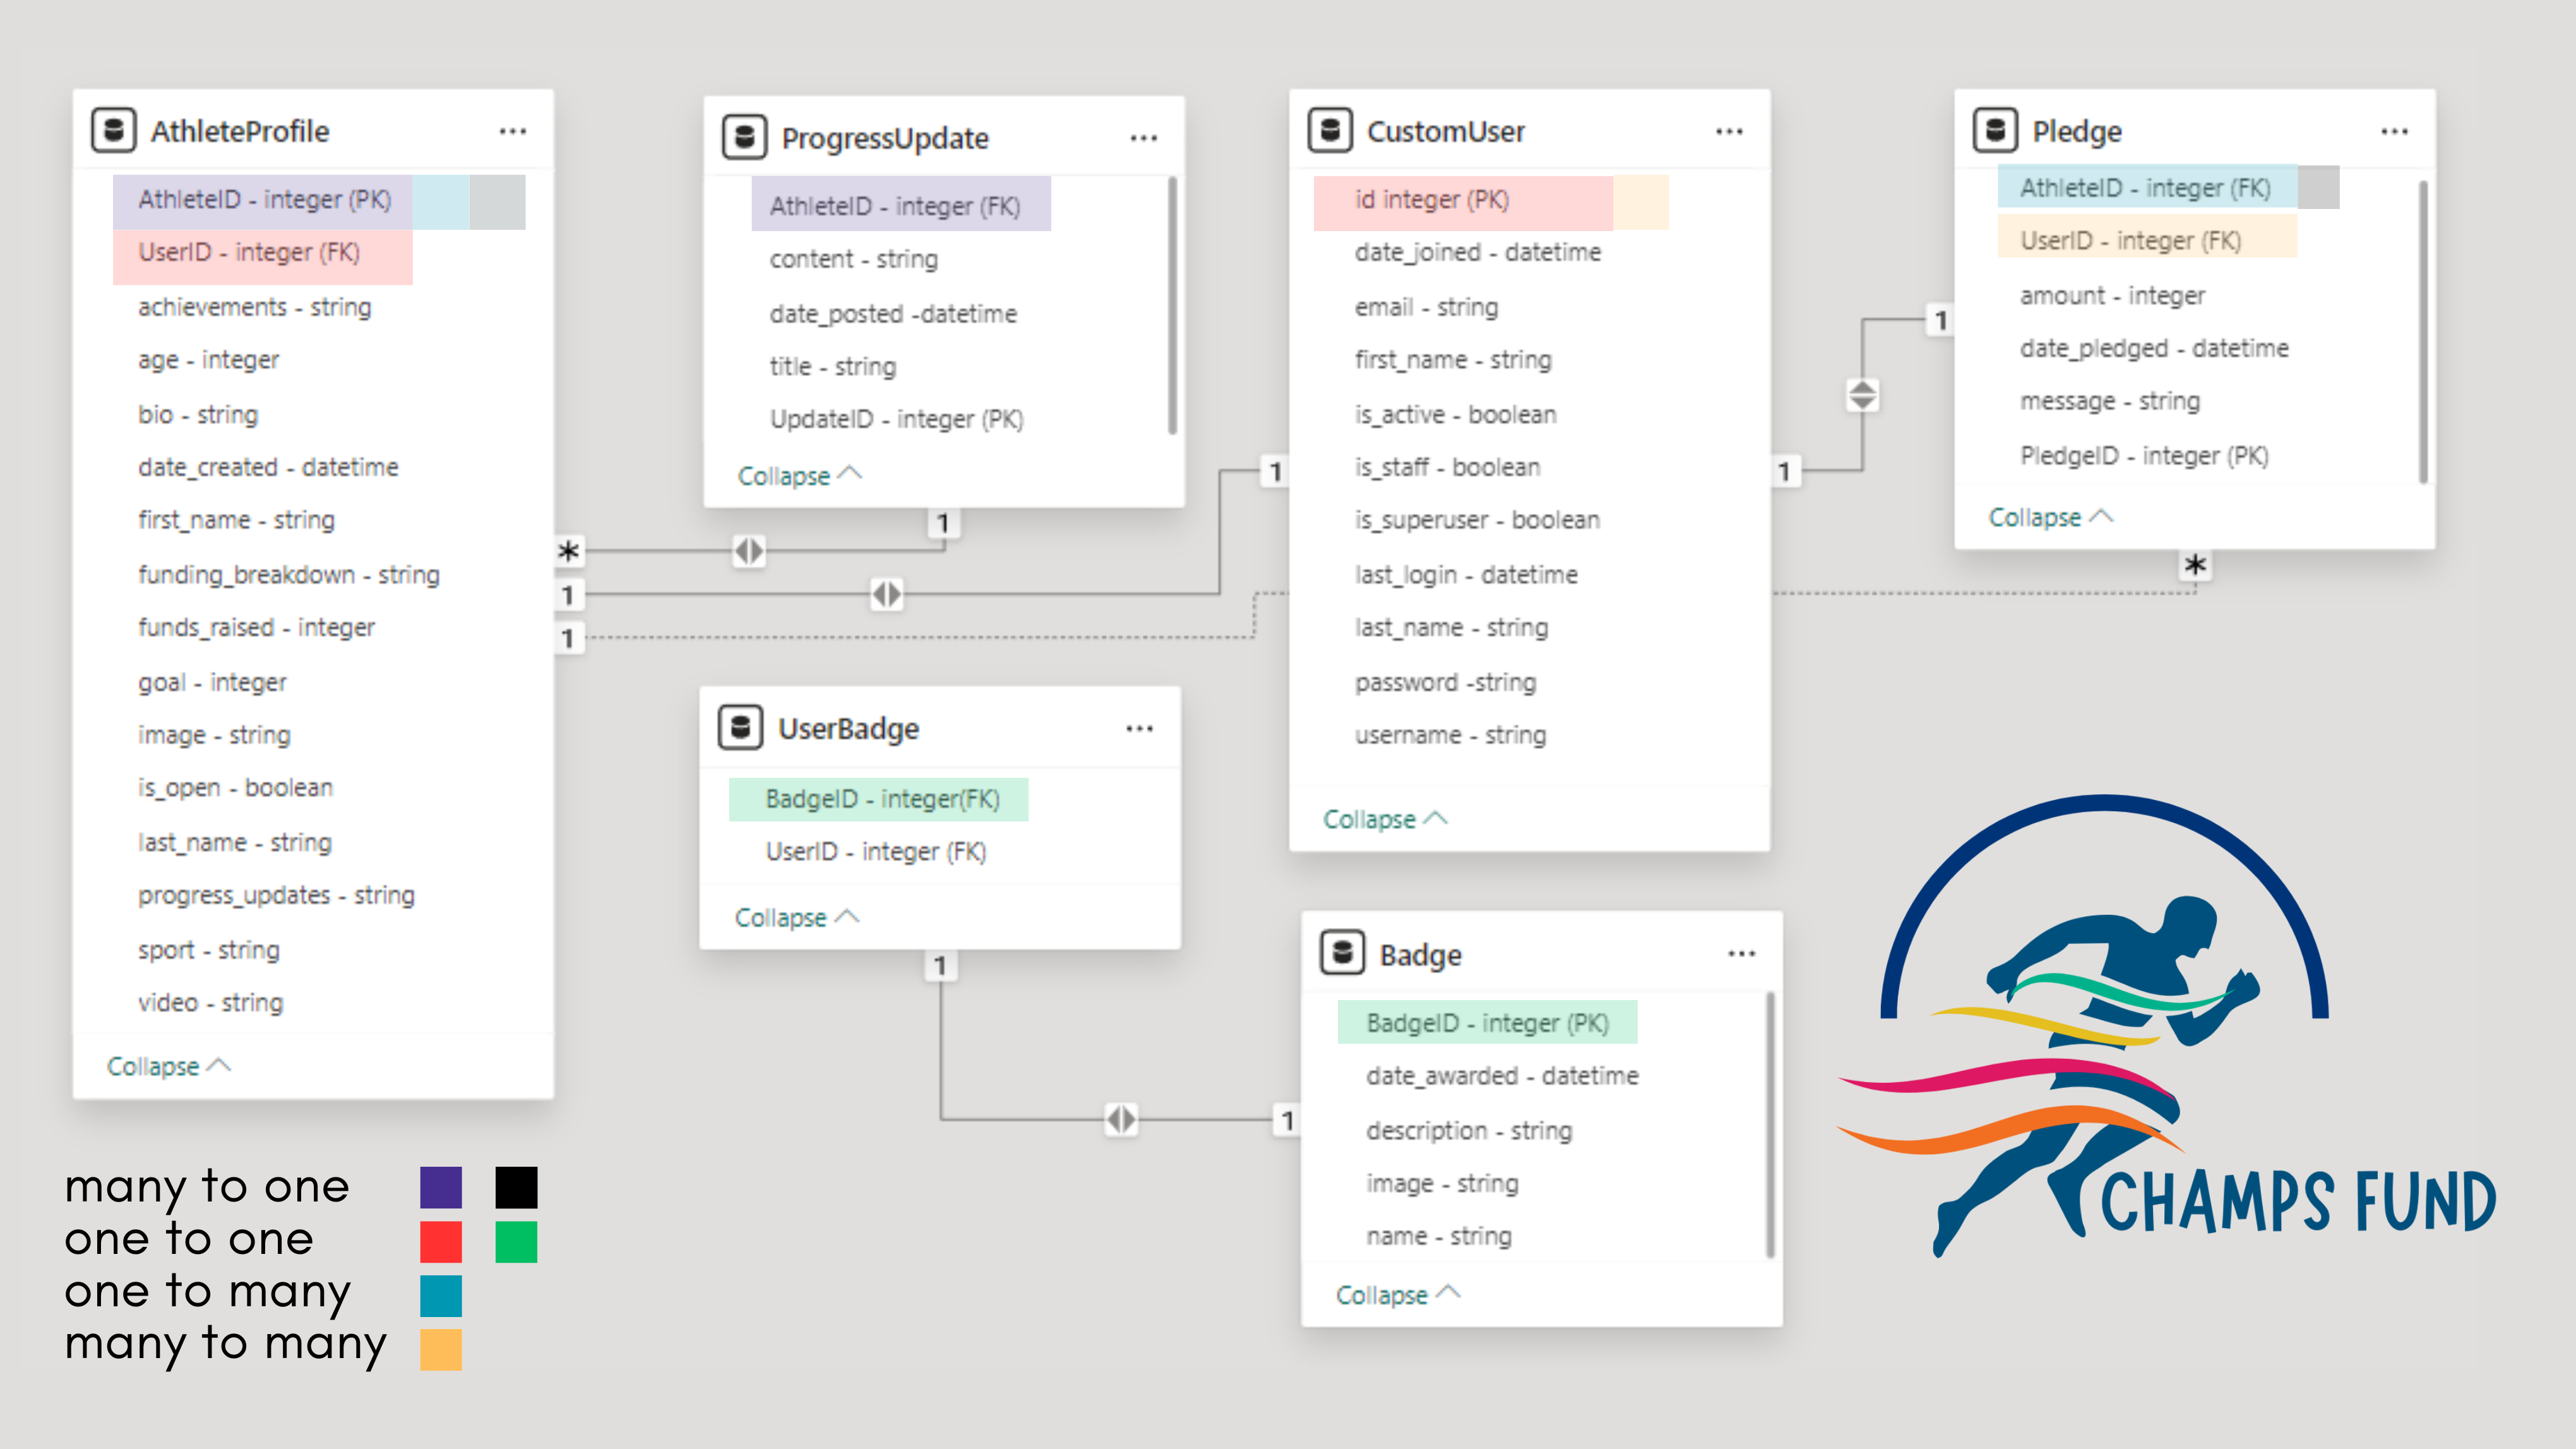 AthleteProfile ...
AthleteID - integer (PK)
UserID - integer (FK)
achievements - string
age - integer
bio - string
date_created - datetime
first_name - string
funding_breakdown - string
funds_raised - integer
goal - integer
image - string
is_open - boolean
last_name - string
progress_updates - string
sport - string
video - string
Collapse
*
1
1
ProgressUpdate ...
AthleteID - integer (FK)
content - string
date_posted -datetime
title - string
UpdateID - integer (PK)
Collapse
1
CustomUser ...
id integer (PK)
date_joined - datetime
email - string
first_name - string
is_active - boolean
is_staff - boolean
is_superuser - boolean
last_login - datetime
last_name - string
password -string
username - string
Collapse
1
1
Pledge ...
AthleteID - integer (FK)
UserID - integer (FK)
amount - integer
date_pledged - datetime
message - string
PledgeID - integer (PK)
Collapse
1
*
UserBadge ...
BadgeID - integer(FK)
UserID - integer (FK)
Collapse
1
Badge ...
BadgeID - integer (PK)
date_awarded - datetime
description - string
image - string
name - string
Collapse
1
many to one
one to one
one to many
many to many
CHAMPS FUND